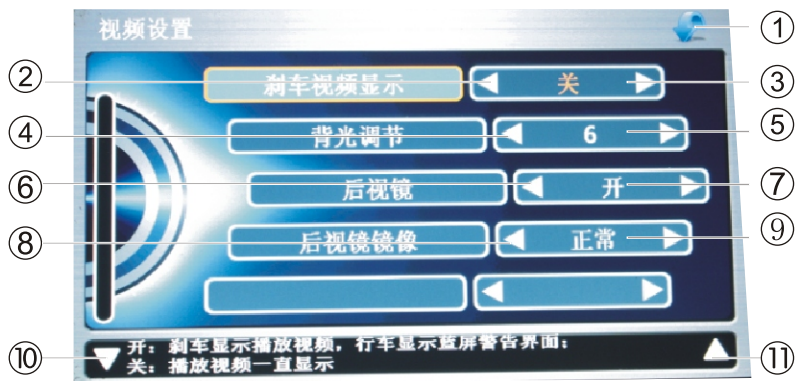 视频设置
①
② 刹车视频显示 关 ③
④ 背光调节 6 ⑤
⑥ 后视镜 开 ⑦
⑧ 后视镜镜像 正常 ⑨
⑩ 开：刹车显示播放视频，行车显示蓝屏警告界面；
关：播放视频一直显示 ⑪